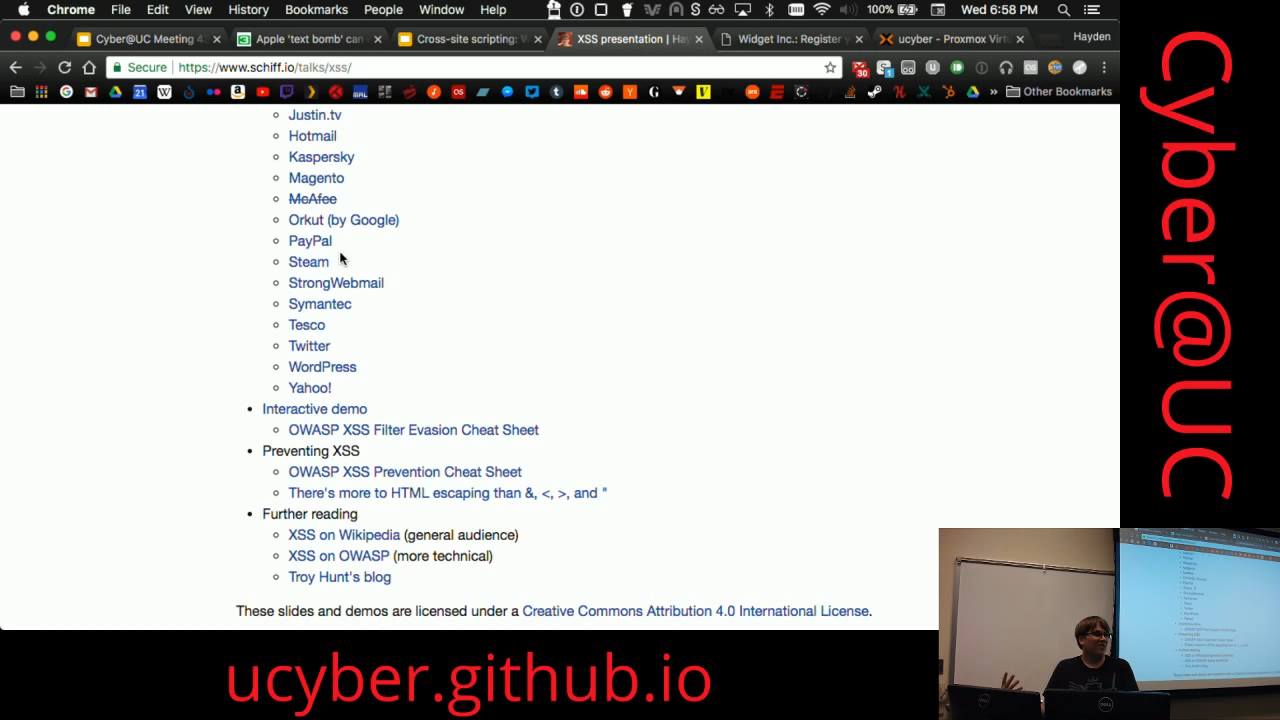 Chrome File Edit View History Bookmarks People Window Help 100% Wed 6:58 PM
Cyber@UC Meeting 4 Apple 'text bomb' can Cross-site scripting: W XSS presentation | Hay Widget Inc.: Register y ucyber - Proxmox Virtu Hayden
Secure https://www.schiff.io/talks/xss/
Other Bookmarks
Justin.tv
Hotmail
Kaspersky
Magento
McAfee
Orkut (by Google)
PayPal
Steam
StrongWebmail
Symantec
Tesco
Twitter
WordPress
Yahoo!
Interactive demo
OWASP XSS Filter Evasion Cheat Sheet
Preventing XSS
OWASP XSS Prevention Cheat Sheet
There's more to HTML escaping than &, <, >, and "
Further reading
XSS on Wikipedia (general audience)
XSS on OWASP (more technical)
Troy Hunt's blog
These slides and demos are licensed under a Creative Commons Attribution 4.0 International License.
Cyber@UC
ucyber.github.io